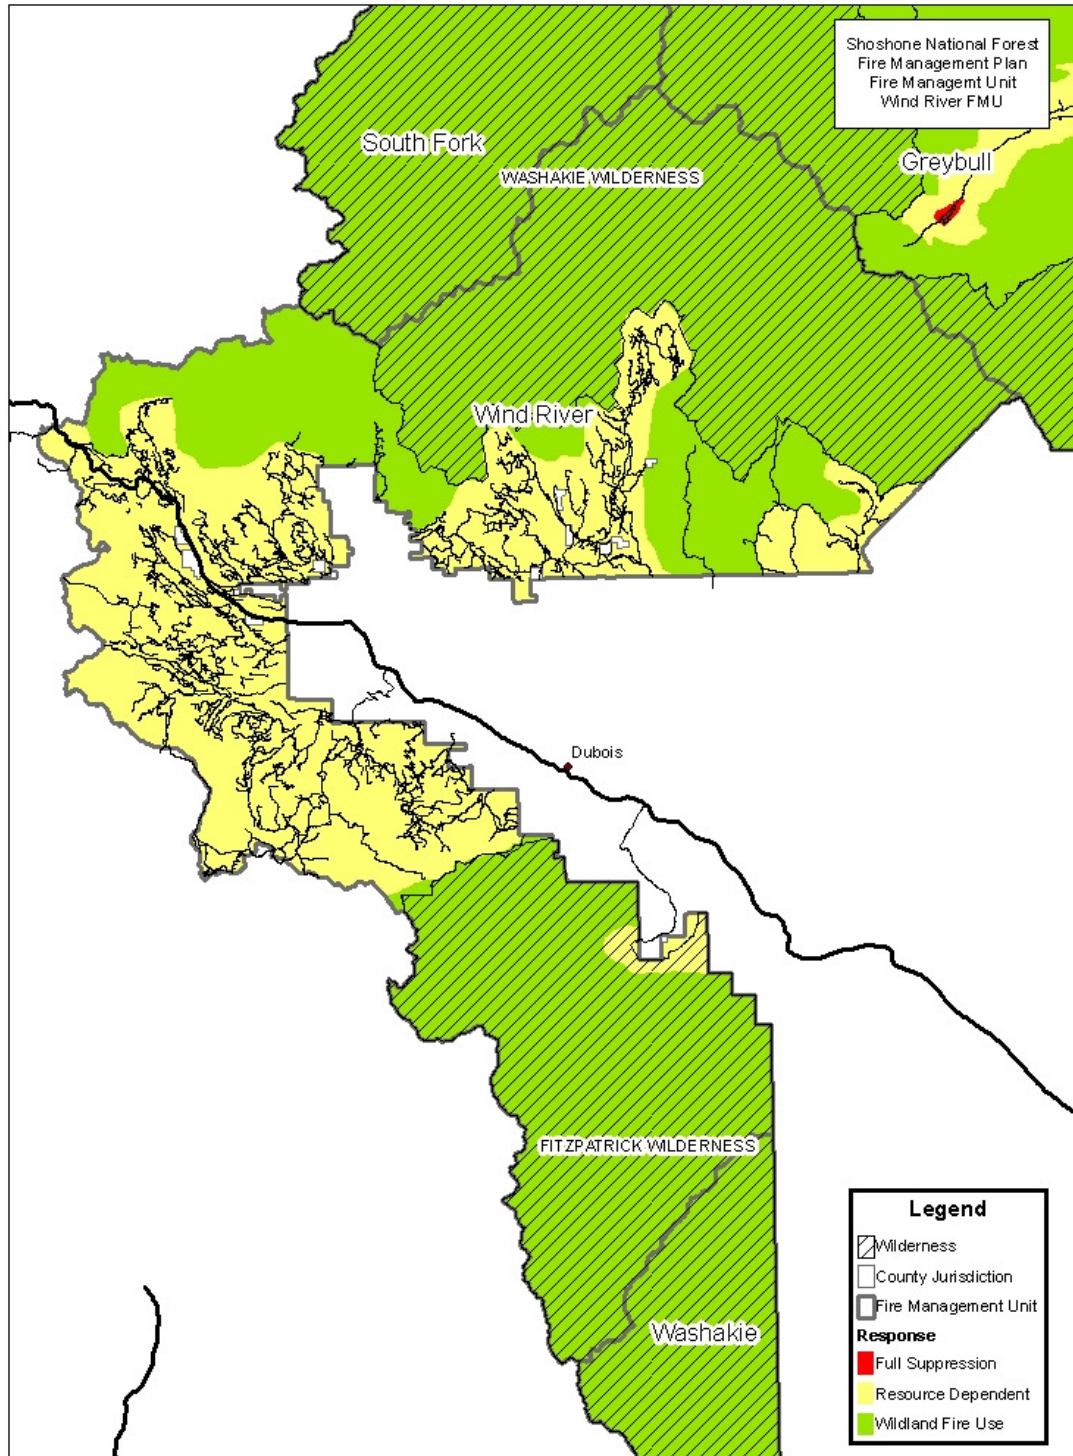 Shoshone National Forest
Fire Management Plan
Fire Managemt Unit
Wind River FMU
South Fork
Greybull
WASHAKIE WILDERNESS
Wind River
Dubois
FITZPATRICK WILDERNESS
Washakie
Legend
Wilderness
County Jurisdiction
Fire Management Unit
Response
Full Suppression
Resource Dependent
Wildland Fire Use